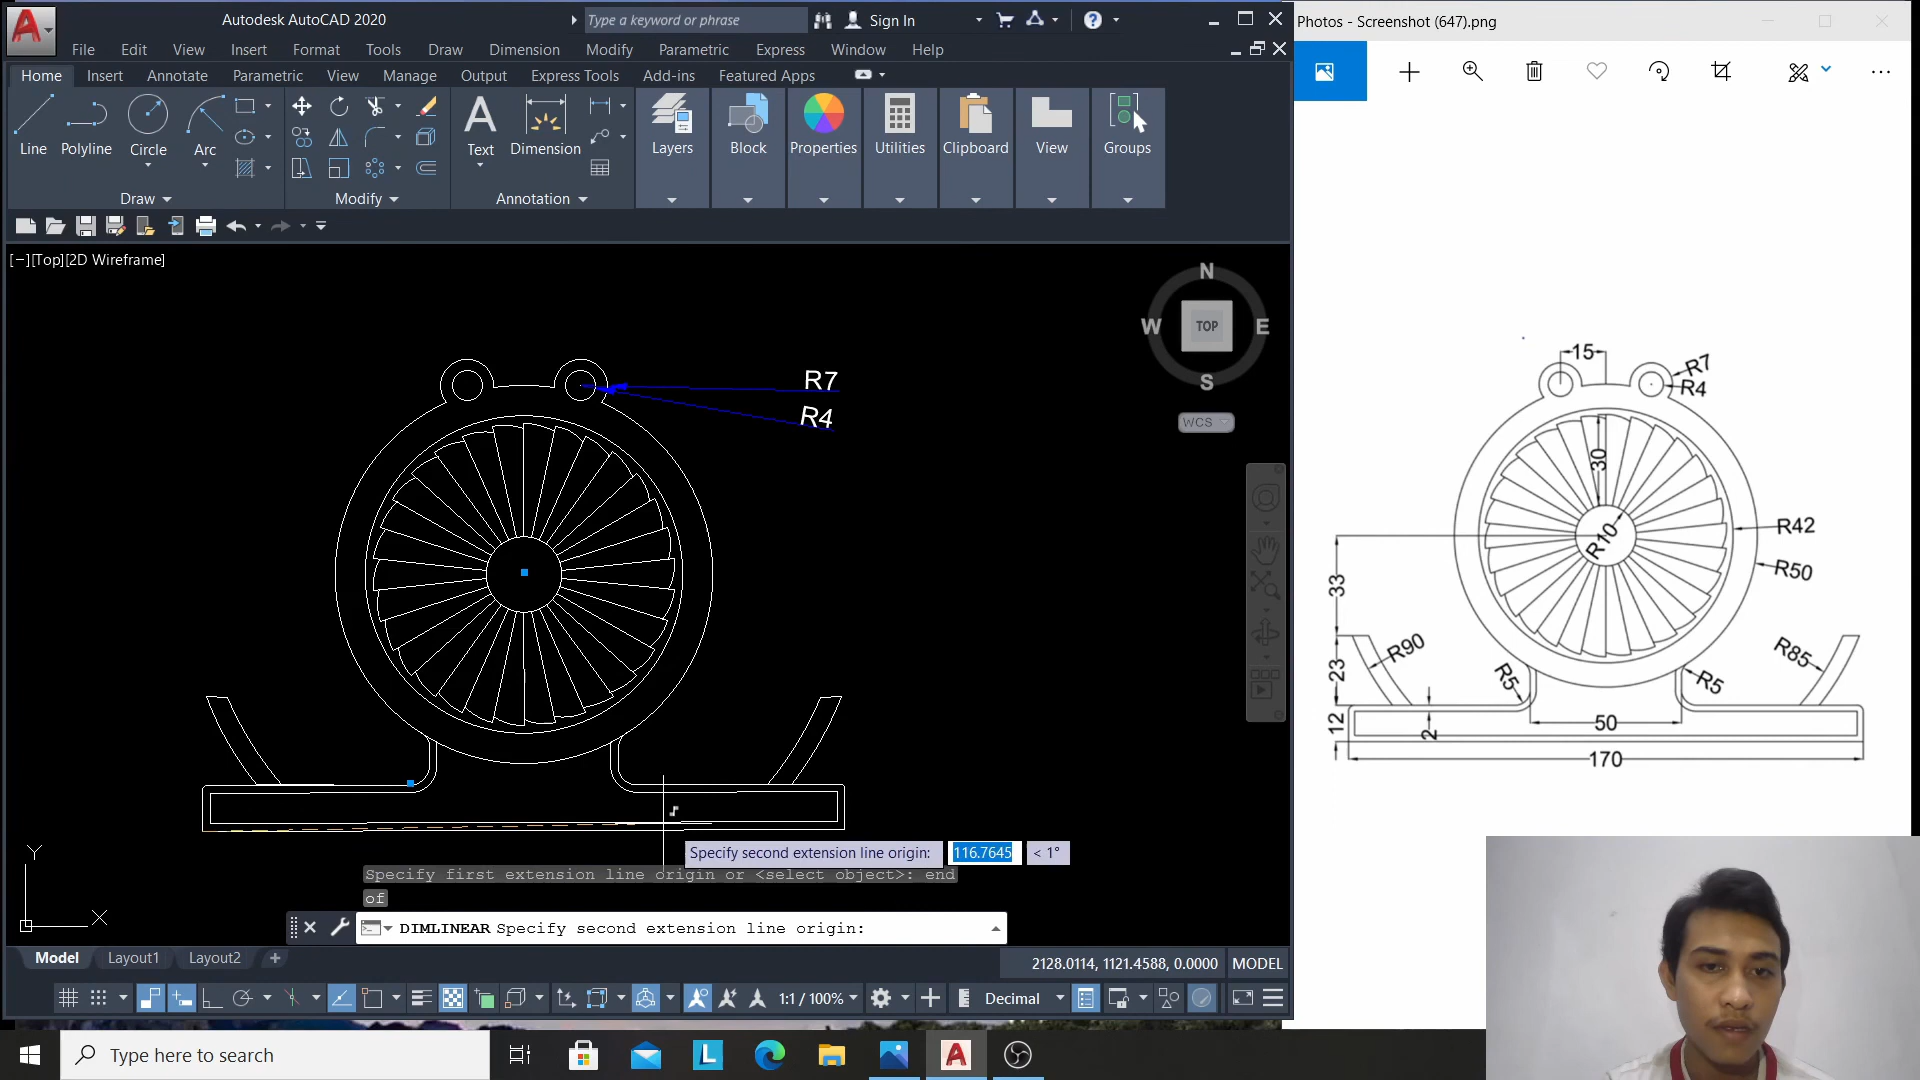 Autodesk AutoCAD 2020
Type a keyword or phrase
Sign In
File Edit View Insert Format Tools Draw Dimension Modify Parametric Express Window Help
Home Insert Annotate Parametric View Manage Output Express Tools Add-ins Featured Apps
Line Polyline Circle Arc
Text Dimension
Layers Block Properties Utilities Clipboard View Groups
Draw Modify Annotation
[−][Top][2D Wireframe]
N
W TOP E
S
WCS
R7
R4
Specify second extension line origin: 116.7645 < 1°
Specify first extension line origin or <select object>: end
of
DIMLINEAR Specify second extension line origin:
Y
X
Model Layout1 Layout2
2128.0114, 1121.4588, 0.0000 MODEL
1:1 / 100% Decimal
Type here to search
Photos - Screenshot (647).png
15
R7
R4
30
R10
R42
R50
33
R90
R85
23
R5
R5
12
2
50
170